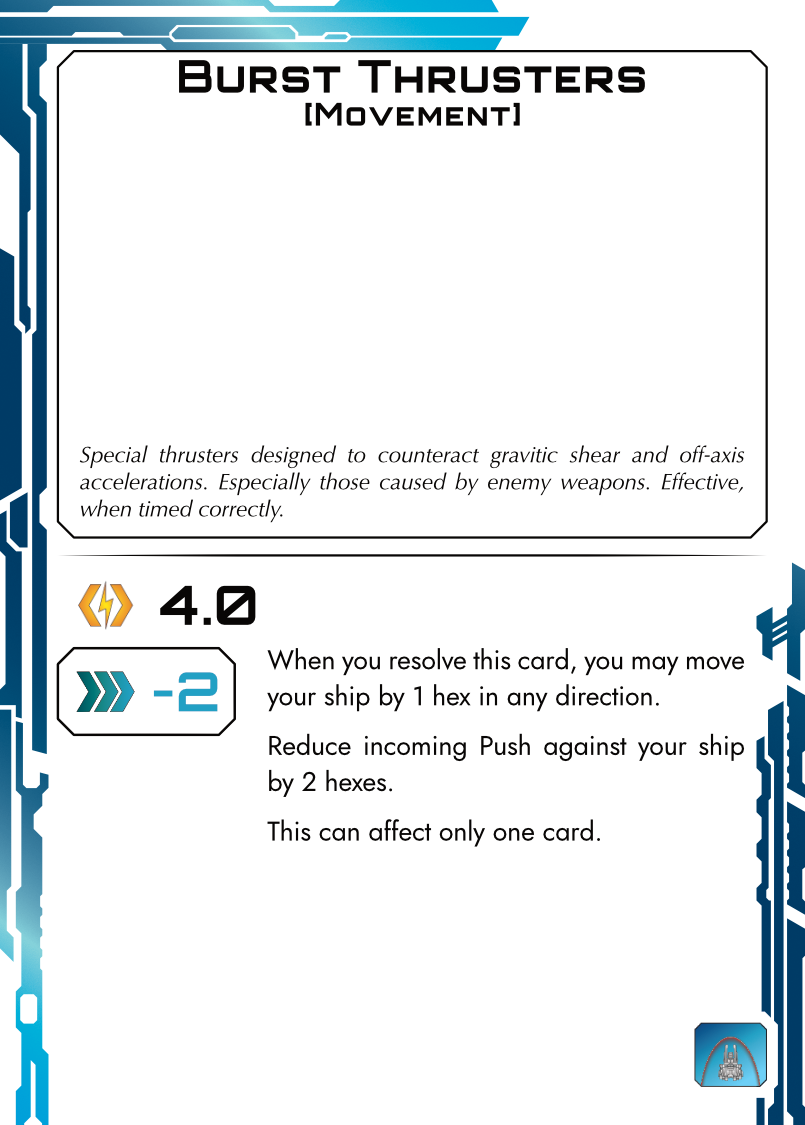 Burst Thrusters
[Movement]
Special thrusters designed to counteract gravitic shear and off-axis
accelerations. Especially those caused by enemy weapons. Effective,
when timed correctly.
4.0
-2
When you resolve this card, you may move
your ship by 1 hex in any direction.
Reduce incoming Push against your ship
by 2 hexes.
This can affect only one card.